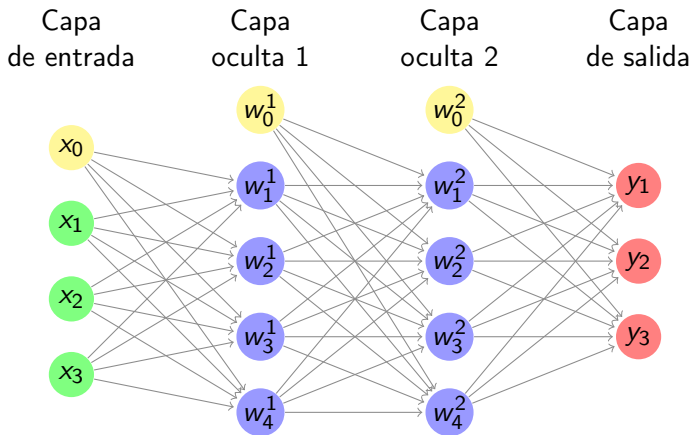 Capa de entrada
Capa oculta 1
Capa oculta 2
Capa de salida
x_0
x_1
x_2
x_3
w_0^1
w_1^1
w_2^1
w_3^1
w_4^1
w_0^2
w_1^2
w_2^2
w_3^2
w_4^2
y_1
y_2
y_3